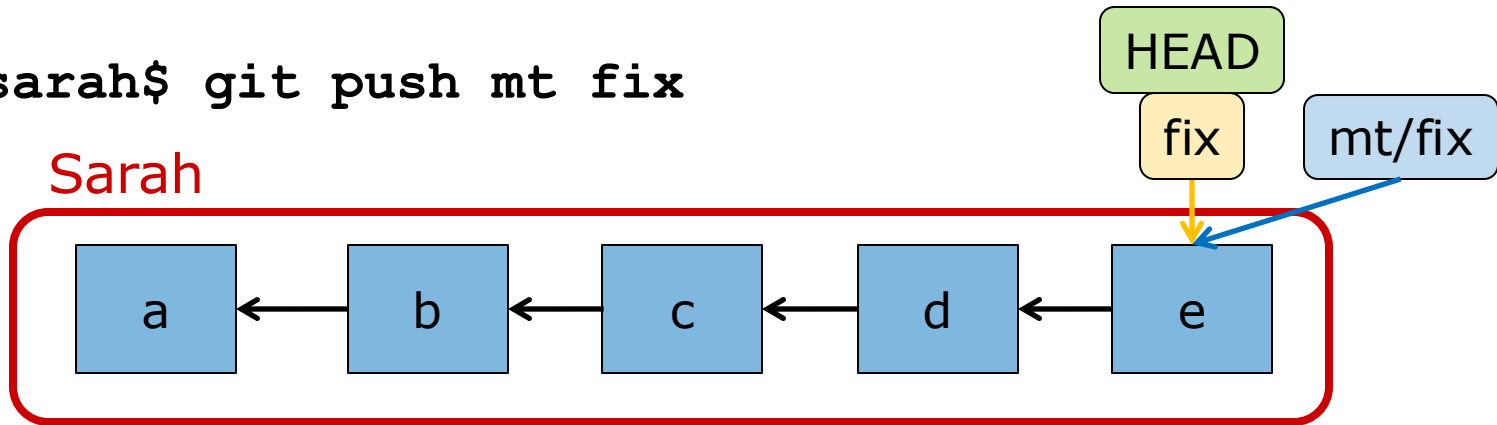 HEAD
sarah$ git push mt fix
fix
mt/fix
Sarah
a
b
c
d
e